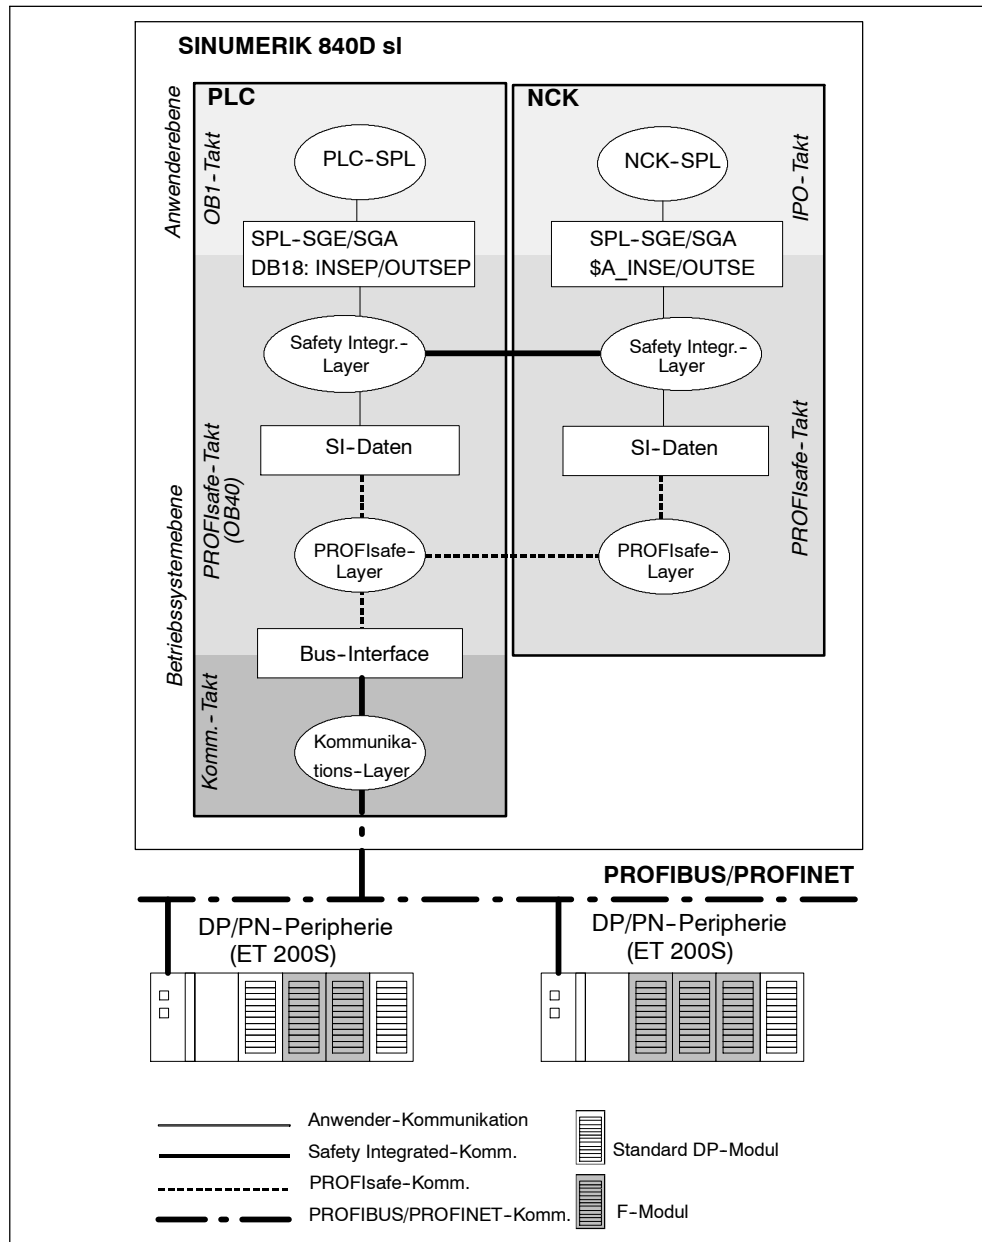 SINUMERIK 840D sl
PLC
NCK
Anwenderebene
OB1-Takt
IPO-Takt
PLC-SPL
NCK-SPL
SPL-SGE/SGA
DB18: INSEP/OUTSEP
SPL-SGE/SGA
$A_INSE/OUTSE
Safety Integr.-
Layer
Safety Integr.-
Layer
Betriebssystemebene
PROFIsafe-Takt
(OB40)
PROFIsafe-Takt
SI-Daten
SI-Daten
PROFIsafe-
Layer
PROFIsafe-
Layer
Bus-Interface
Komm.-Takt
Kommunika-
tions-Layer
PROFIBUS/PROFINET
DP/PN-Peripherie
(ET 200S)
DP/PN-Peripherie
(ET 200S)
Anwender-Kommunikation
Safety Integrated-Komm.
PROFIsafe-Komm.
PROFIBUS/PROFINET-Komm.
Standard DP-Modul
F-Modul